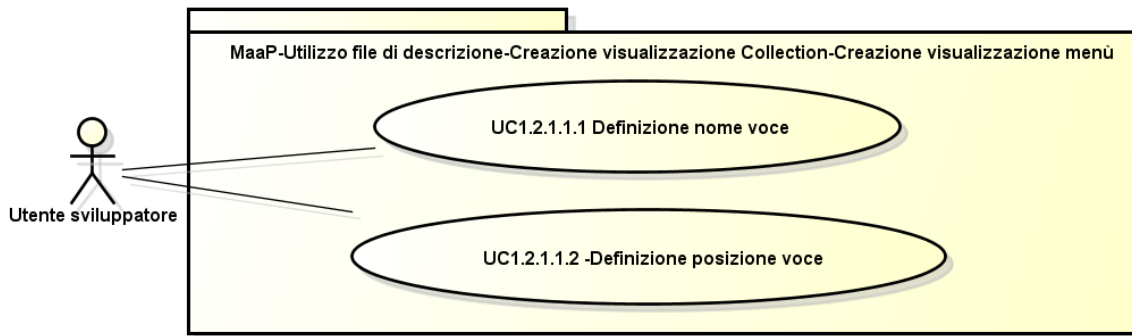 MaaP-Utilizzo file di descrizione-Creazione visualizzazione Collection-Creazione visualizzazione menù
UC1.2.1.1.1 Definizione nome voce
Utente sviluppatore
UC1.2.1.1.2 -Definizione posizione voce